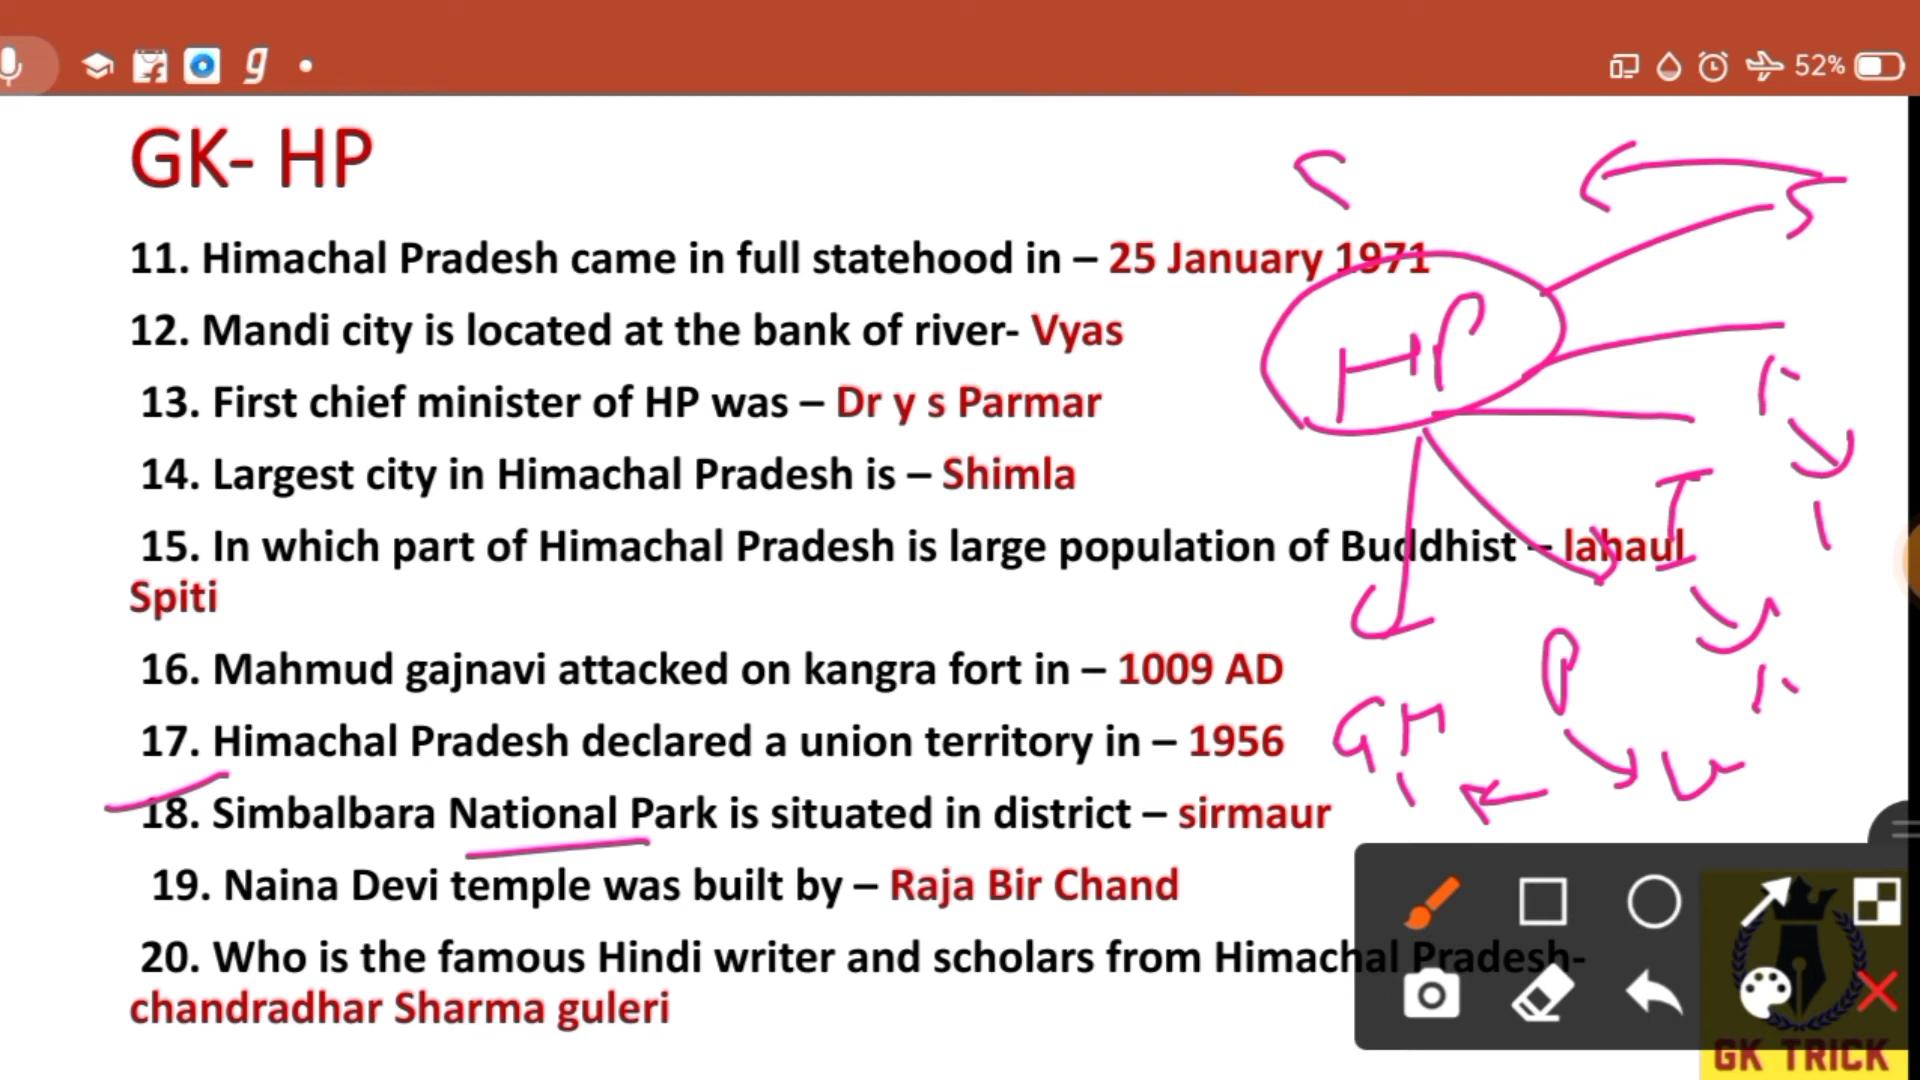 52%
GK- HP
11. Himachal Pradesh came in full statehood in – 25 January 1971
12. Mandi city is located at the bank of river- Vyas
13. First chief minister of HP was – Dr y s Parmar
14. Largest city in Himachal Pradesh is – Shimla
15. In which part of Himachal Pradesh is large population of Buddhist – lahaul
Spiti
16. Mahmud gajnavi attacked on kangra fort in – 1009 AD
17. Himachal Pradesh declared a union territory in – 1956
18. Simbalbara National Park is situated in district – sirmaur
19. Naina Devi temple was built by – Raja Bir Chand
20. Who is the famous Hindi writer and scholars from Himachal Pradesh-
chandradhar Sharma guleri
HP
S
I
P
GH
GK TRICK